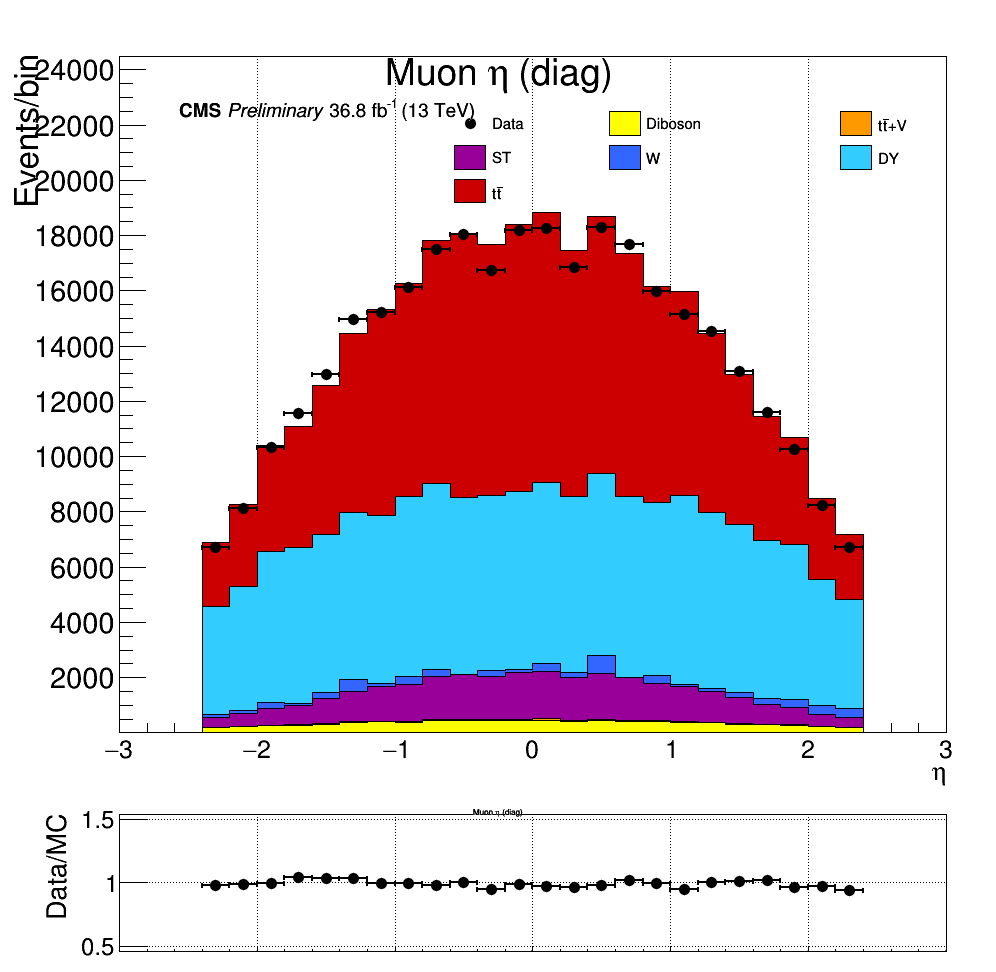 Muon η (diag)
CMS Preliminary 36.8 fb⁻¹ (13 TeV)
Events/bin
Data
Diboson
tt̄+V
ST
W
DY
tt̄
24000
22000
20000
18000
16000
14000
12000
10000
8000
6000
4000
2000
−3 −2 −1 0 1 2 3
η
Muon η (diag)
Data/MC
1.5
1
0.5